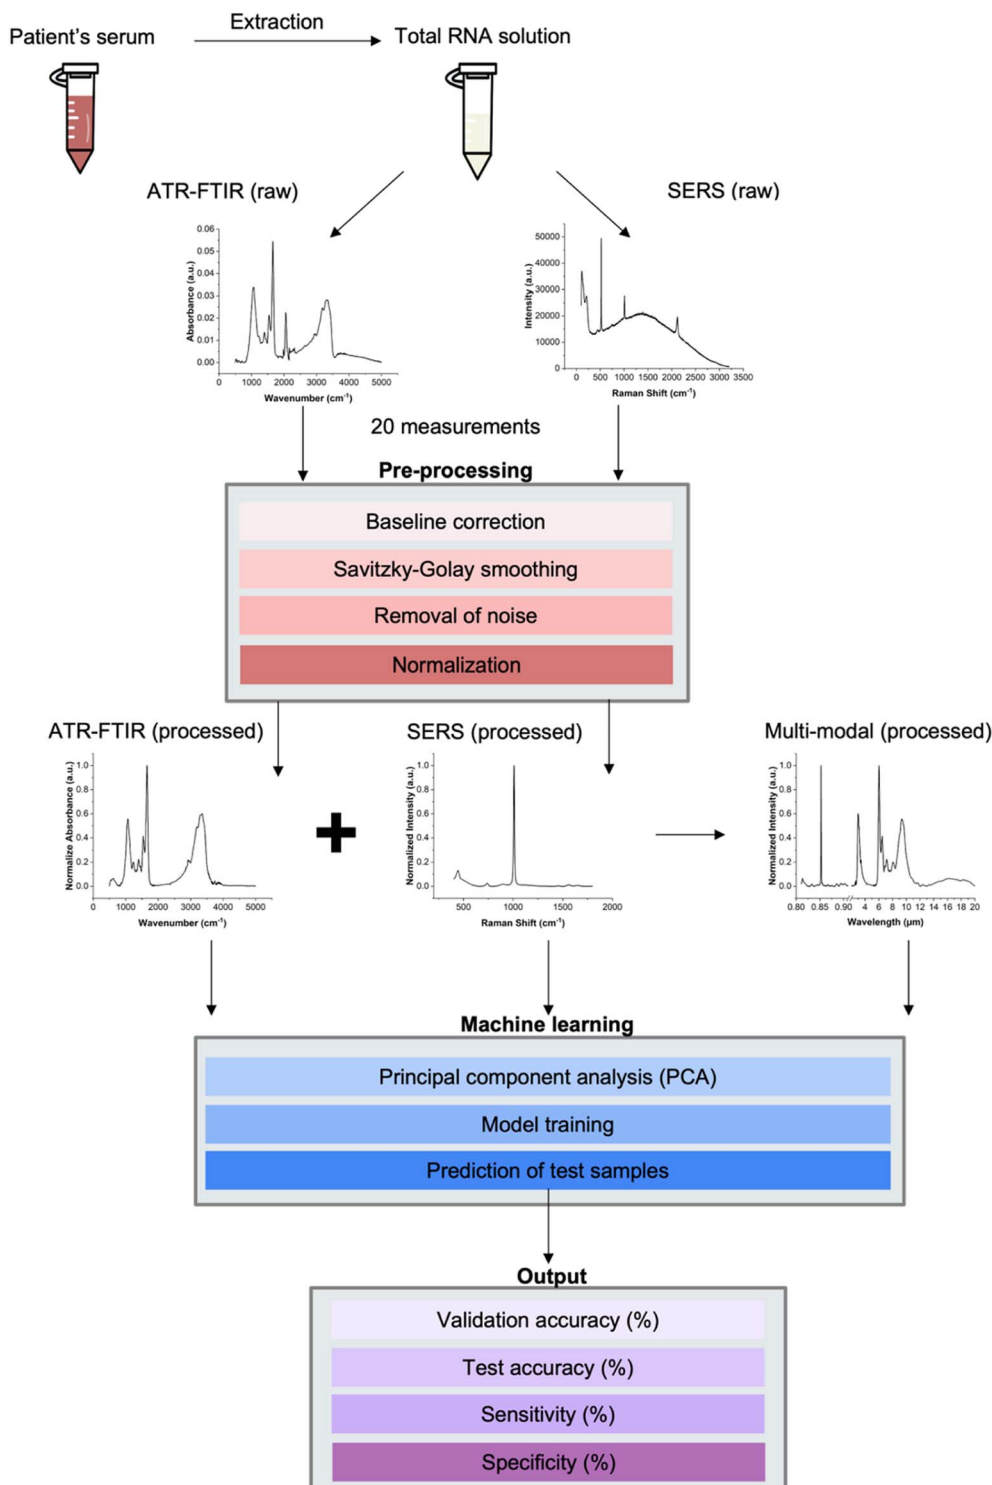 Extraction
Patient's serum
Total RNA solution
ATR-FTIR (raw)
SERS (raw)
Absorbance (a.u.)
0.06
0.05
0.04
0.03
0.02
0.01
0.00
1000 2000 3000 4000 5000
Wavenumber (cm⁻¹)
Intensity (a.u.)
50000
40000
30000
20000
10000
0
0 500 1000 1500 2000 2500 3000 3500
Raman Shift (cm⁻¹)
20 measurements
Pre-processing
Baseline correction
Savitzky-Golay smoothing
Removal of noise
Normalization
ATR-FTIR (processed)
SERS (processed)
Multi-modal (processed)
Normalize Absorbance (a.u.)
1.0
0.8
0.6
0.4
0.2
0.0
1000 2000 3000 4000 5000
Wavenumber (cm⁻¹)
Normalized Intensity (a.u.)
1.0
0.8
0.6
0.4
0.2
0.0
500 1000 1500 2000
Raman Shift (cm⁻¹)
Normalized Intensity (a.u.)
1.0
0.8
0.6
0.4
0.2
0.0
0.80 0.85 0.90 4 6 8 10 12 14 16 18 20
Wavelength (μm)
Machine learning
Principal component analysis (PCA)
Model training
Prediction of test samples
Output
Validation accuracy (%)
Test accuracy (%)
Sensitivity (%)
Specificity (%)